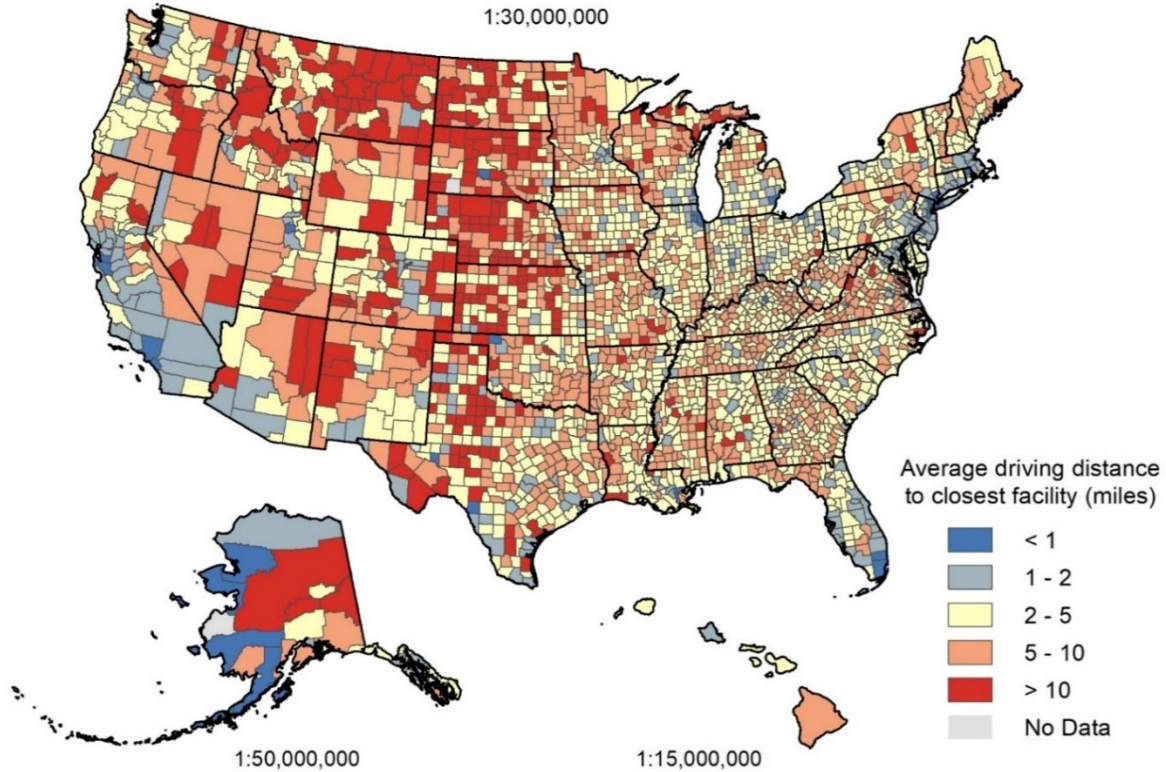 1:30,000,000
Average driving distance
to closest facility (miles)
< 1
1 - 2
2 - 5
5 - 10
> 10
No Data
1:50,000,000
1:15,000,000